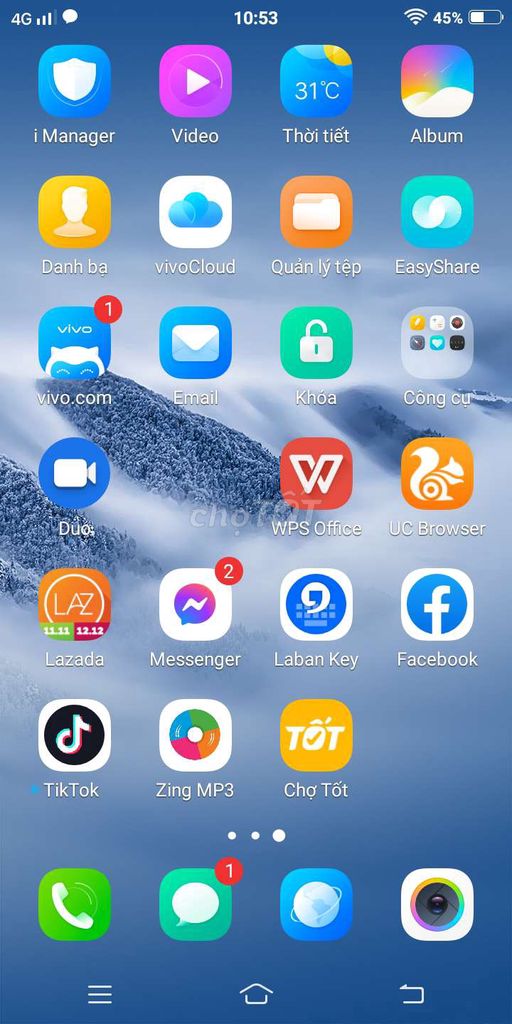 4G 10:53 45%
i Manager Video 31°C Thời tiết Album
Danh bạ vivoCloud Quản lý tệp EasyShare
vivo 1
vivo.com Email Khóa Công cụ
W
chợTỐT
Duo WPS Office UC Browser
LAZ
11.11 12.12 2
Lazada Messenger Laban Key Facebook
TỐT
TikTok Zing MP3 Chợ Tốt
1